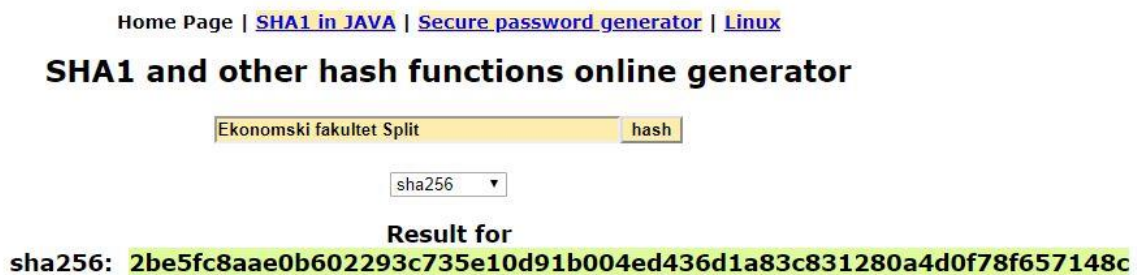 Home Page | SHA1 in JAVA | Secure password generator | Linux
SHA1 and other hash functions online generator
Ekonomski fakultet Split hash
sha256
Result for
sha256: 2be5fc8aae0b602293c735e10d91b004ed436d1a83c831280a4d0f78f657148c